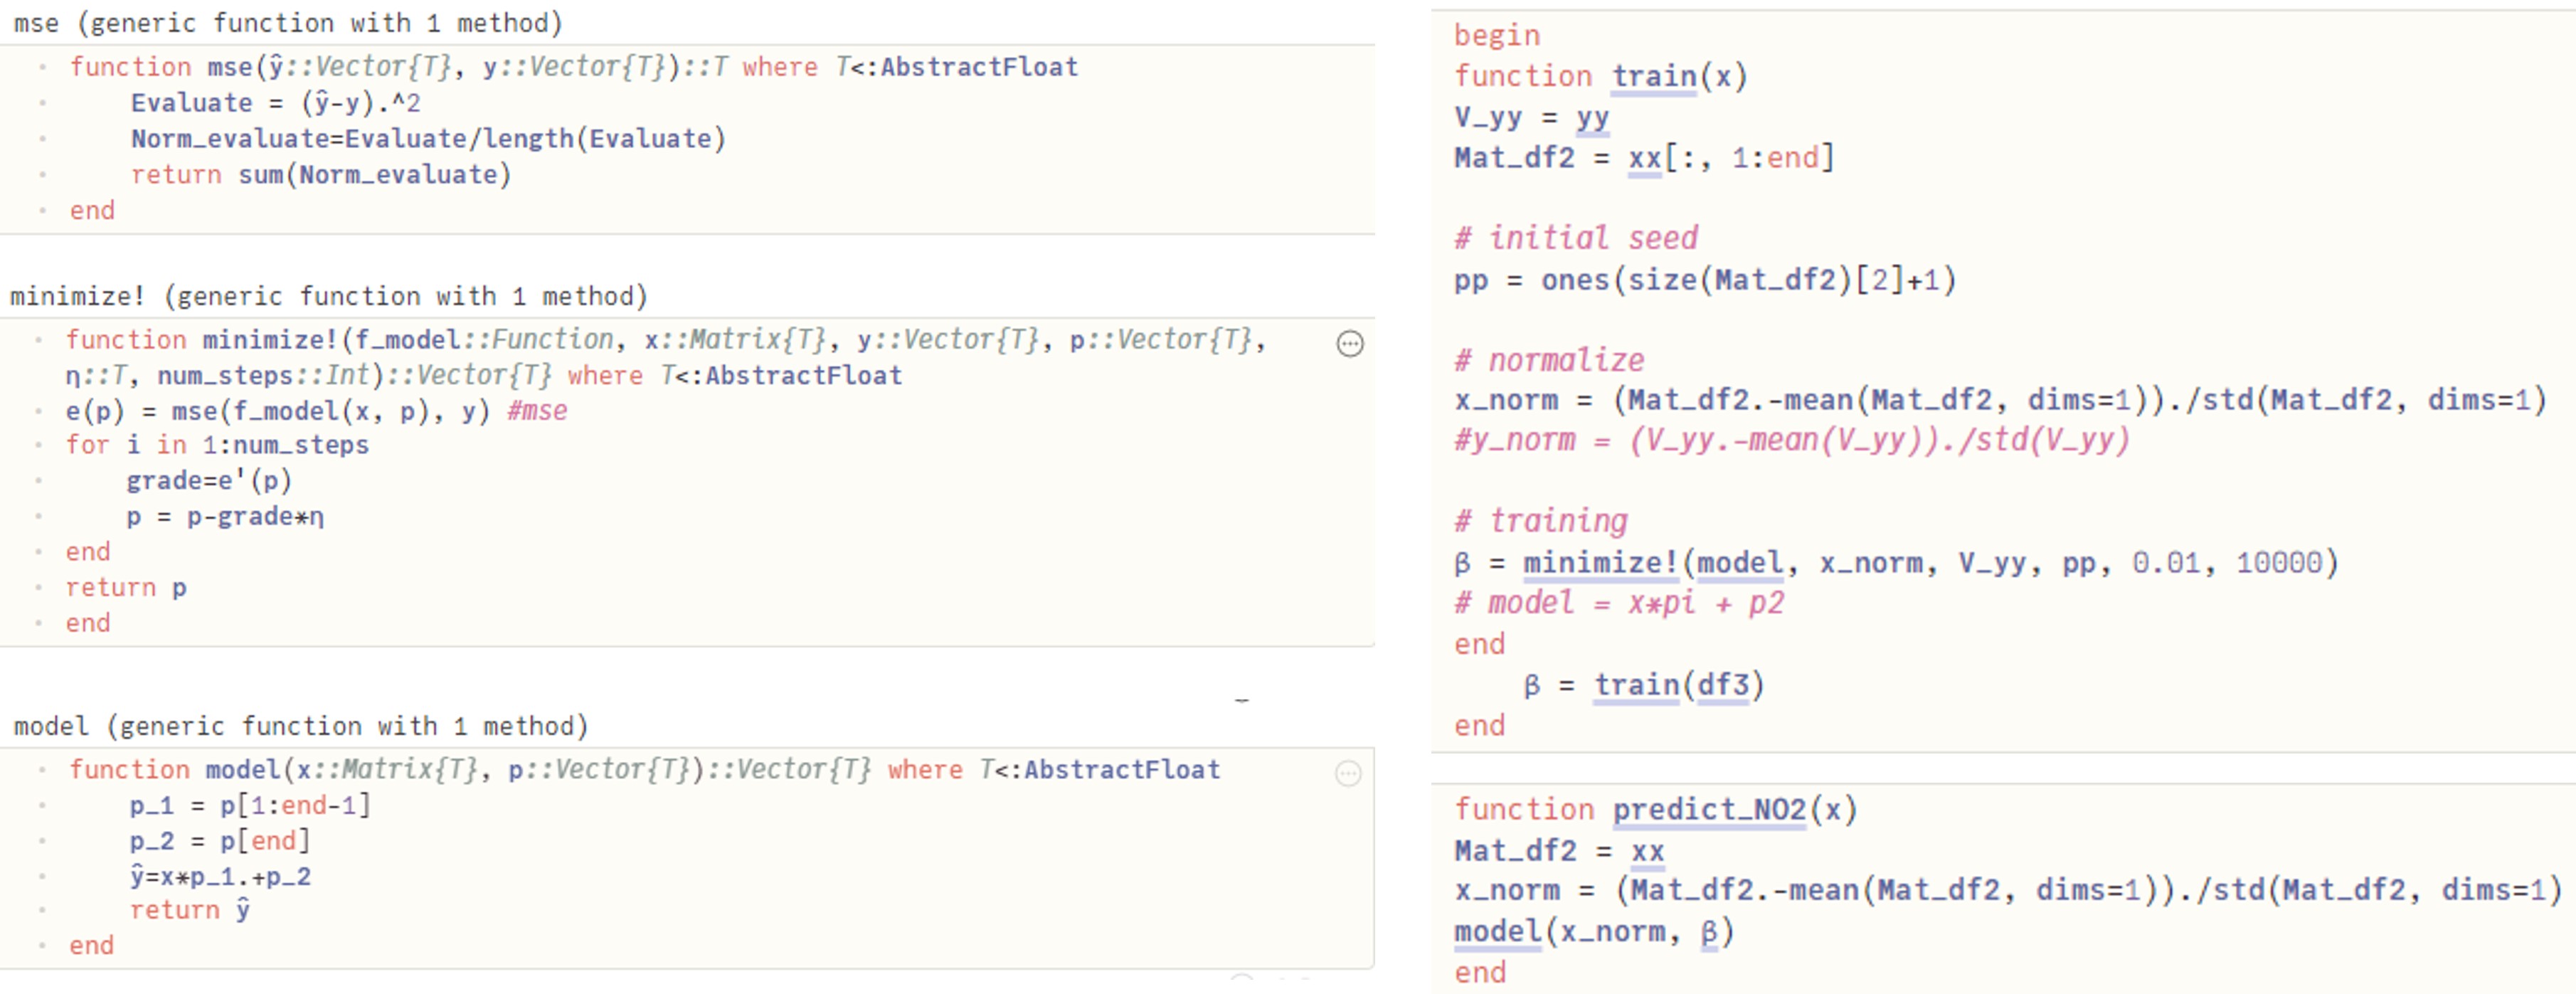 mse (generic function with 1 method)
function mse(ŷ::Vector{T}, y::Vector{T})::T where T<:AbstractFloat
    Evaluate = (ŷ-y).^2
    Norm_evaluate=Evaluate/length(Evaluate)
    return sum(Norm_evaluate)
end
minimize! (generic function with 1 method)
function minimize!(f_model::Function, x::Matrix{T}, y::Vector{T}, p::Vector{T},
η::T, num_steps::Int)::Vector{T} where T<:AbstractFloat
e(p) = mse(f_model(x, p), y) #mse
for i in 1:num_steps
    grade=e'(p)
    p = p-grade*η
end
return p
end
model (generic function with 1 method)
function model(x::Matrix{T}, p::Vector{T})::Vector{T} where T<:AbstractFloat
    p_1 = p[1:end-1]
    p_2 = p[end]
    ŷ=x*p_1.+p_2
    return ŷ
end
begin
function train(x)
V_yy = yy
Mat_df2 = xx[:, 1:end]
# initial seed
pp = ones(size(Mat_df2)[2]+1)
# normalize
x_norm = (Mat_df2.-mean(Mat_df2, dims=1))./std(Mat_df2, dims=1)
#y_norm = (V_yy.-mean(V_yy))./std(V_yy)
# training
β = minimize!(model, x_norm, V_yy, pp, 0.01, 10000)
# model = x*pi + p2
end
    β = train(df3)
end
function predict_NO2(x)
Mat_df2 = xx
x_norm = (Mat_df2.-mean(Mat_df2, dims=1))./std(Mat_df2, dims=1)
model(x_norm, β)
end